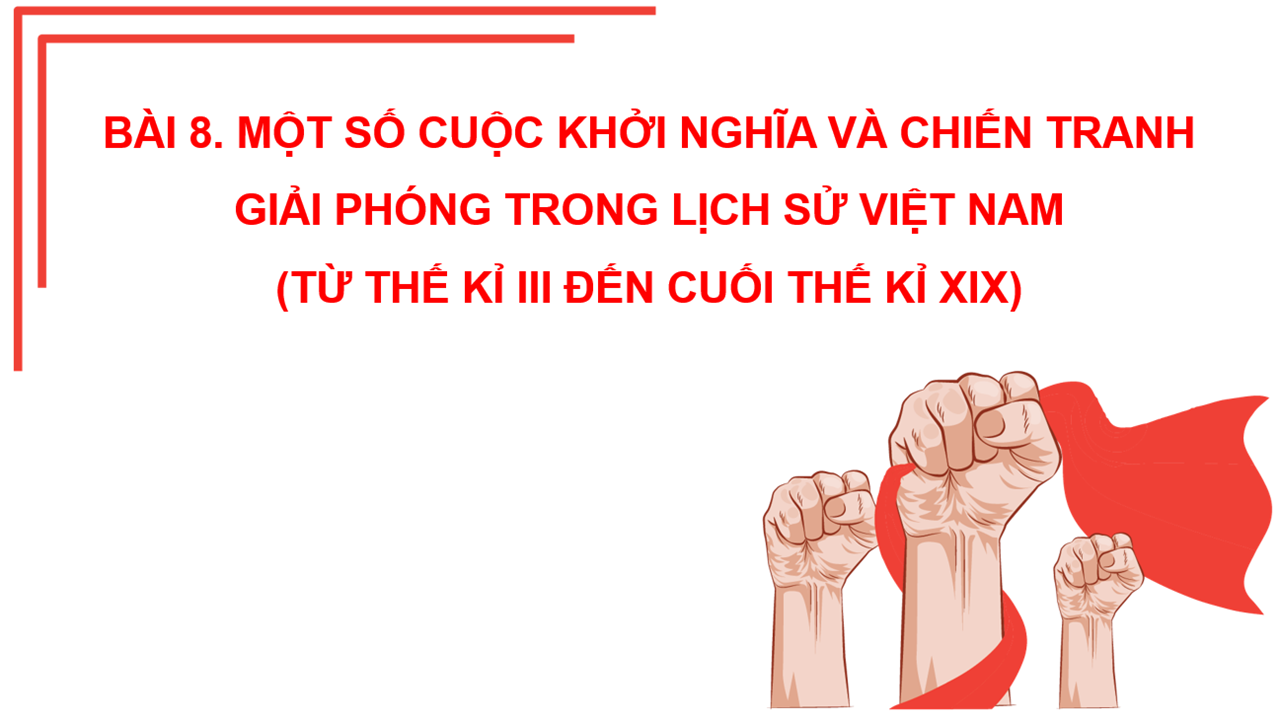 BÀI 8. MỘT SỐ CUỘC KHỞI NGHĨA VÀ CHIẾN TRANH
GIẢI PHÓNG TRONG LỊCH SỬ VIỆT NAM
(TỪ THẾ KỈ III ĐẾN CUỐI THẾ KỈ XIX)